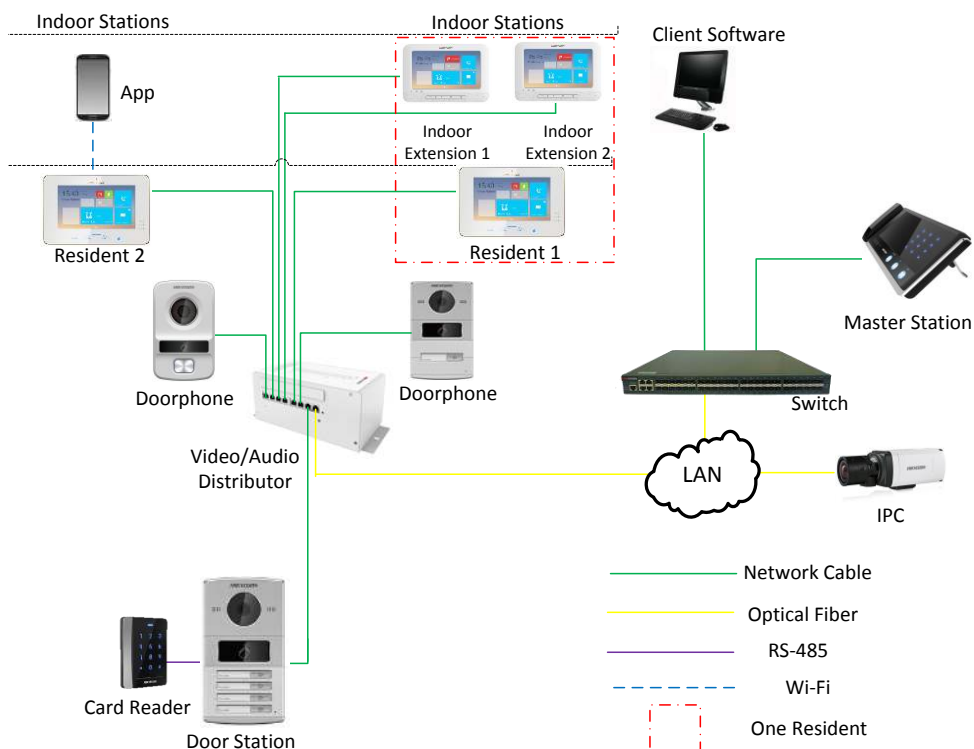 Indoor Stations
Indoor Stations
Client Software
App
Indoor
Extension 1
Indoor
Extension 2
Resident 2
Resident 1
Master Station
Doorphone
Doorphone
Switch
Video/Audio
Distributor
LAN
IPC
HIKVISION
Network Cable
Optical Fiber
RS-485
Wi-Fi
One Resident
Card Reader
Door Station